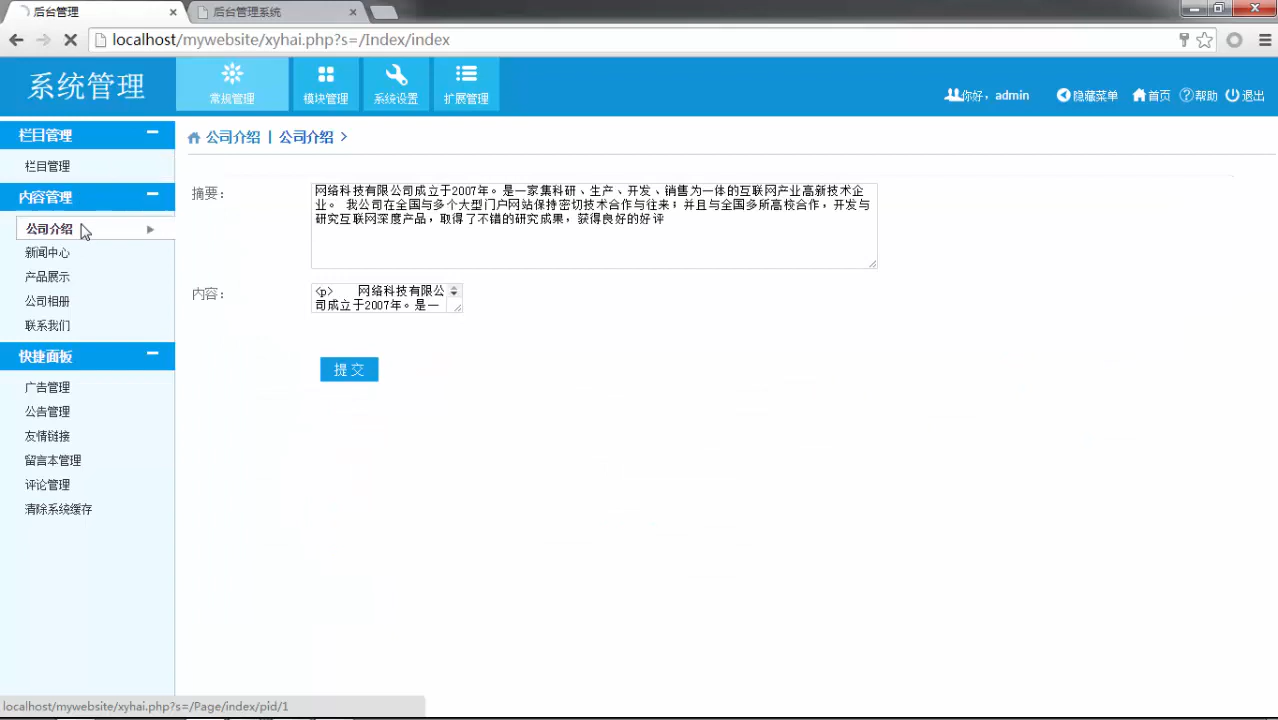 后台管理
后台管理系统
localhost/mywebsite/xyhai.php?s=/Index/index
系统管理
常规管理
模块管理
系统设置
扩展管理
你好，admin
隐藏菜单
首页
帮助
退出
栏目管理
栏目管理
内容管理
公司介绍
新闻中心
产品展示
公司相册
联系我们
快捷面板
广告管理
公告管理
友情链接
留言本管理
评论管理
清除系统缓存
公司介绍 | 公司介绍 >
摘要：
网络科技有限公司成立于2007年。是一家集科研、生产、开发、销售为一体的互联网产业高新技术企
业。 我公司在全国与多个大型门户网站保持密切技术合作与往来；并且与全国多所高校合作，开发与
研究互联网深度产品，取得了不错的研究成果，获得良好的好评
内容：
<p> 网络科技有限公
司成立于2007年。是一
提 交
localhost/mywebsite/xyhai.php?s=/Page/index/pid/1